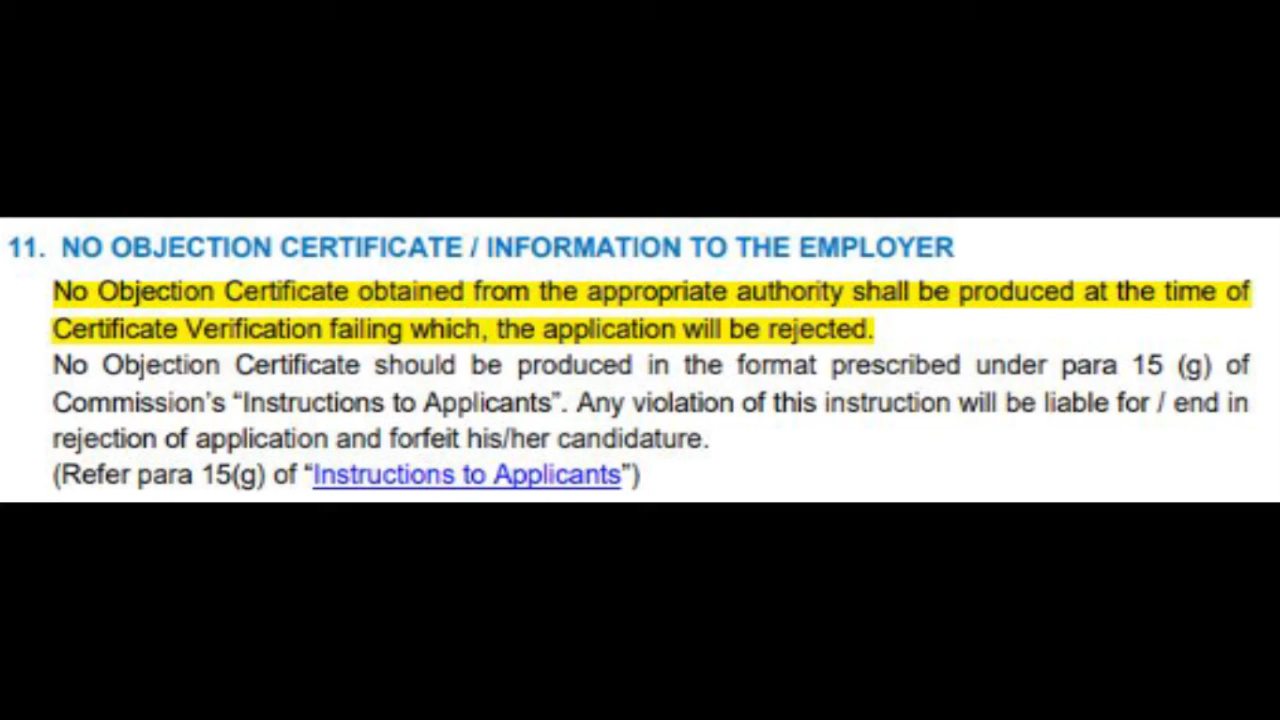 11. NO OBJECTION CERTIFICATE / INFORMATION TO THE EMPLOYER
No Objection Certificate obtained from the appropriate authority shall be produced at the time of
Certificate Verification failing which, the application will be rejected.
No Objection Certificate should be produced in the format prescribed under para 15 (g) of
Commission's “Instructions to Applicants”. Any violation of this instruction will be liable for / end in
rejection of application and forfeit his/her candidature.
(Refer para 15(g) of “Instructions to Applicants”)